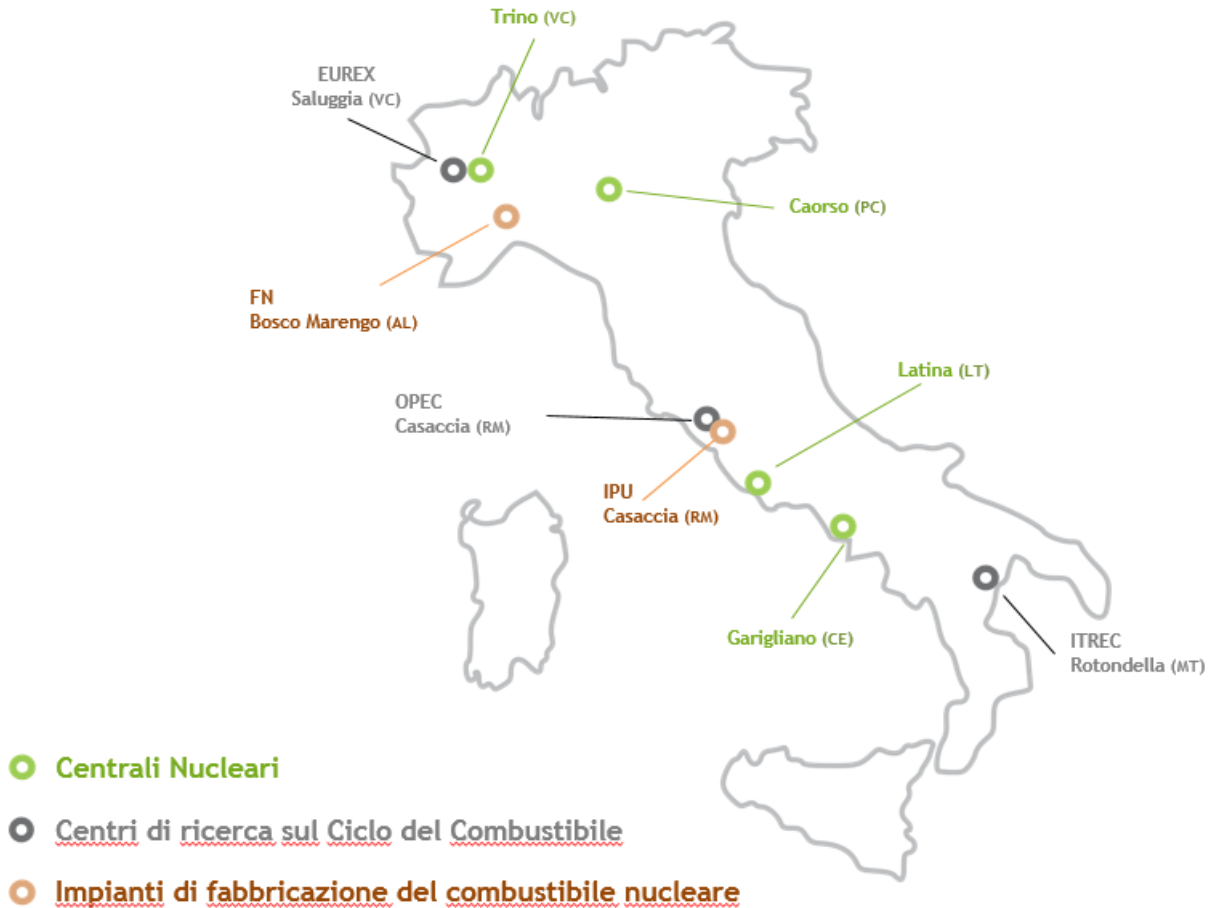 Trino (VC)
EUREX
Saluggia (VC)
Caorso (PC)
FN
Bosco Marengo (AL)
Latina (LT)
OPEC
Casaccia (RM)
IPU
Casaccia (RM)
Garigliano (CE)
ITREC
Rotondella (MT)
Centrali Nucleari
Centri di ricerca sul Ciclo del Combustibile
Impianti di fabbricazione del combustibile nucleare